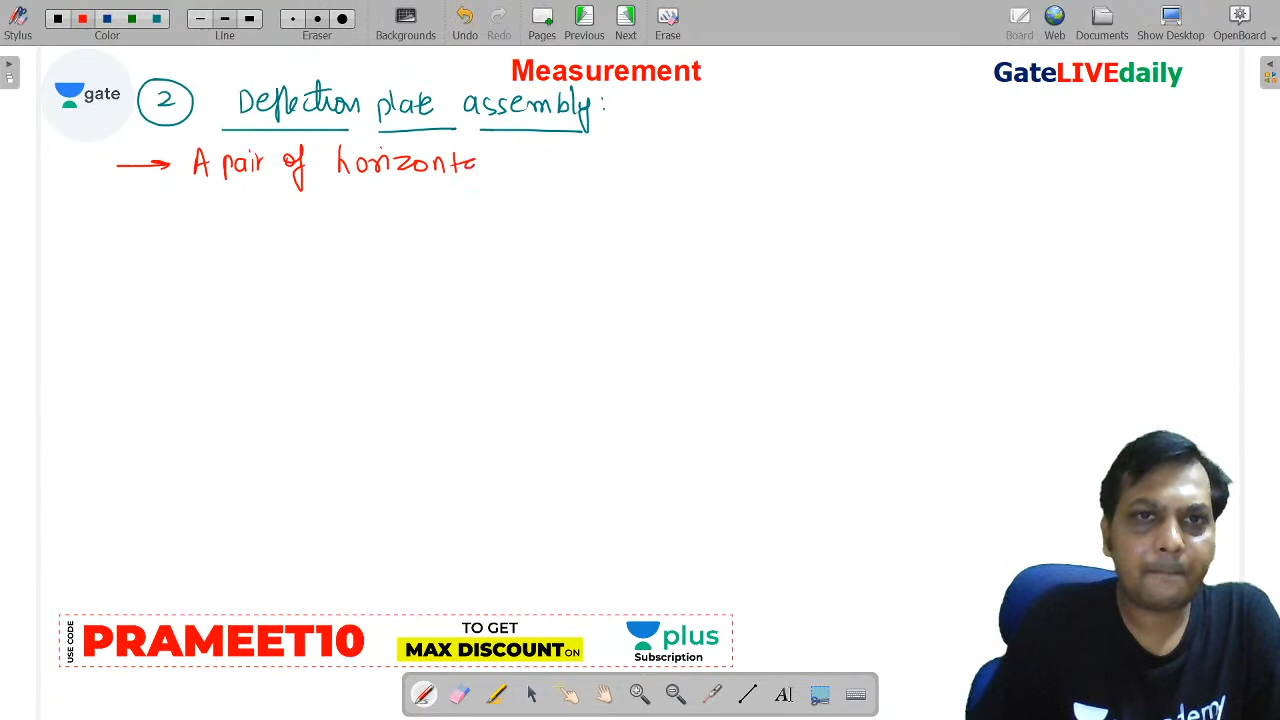 Stylus
Color
Line
Eraser
Backgrounds
Undo
Redo
Pages
Previous
Next
Erase
Board
Web
Documents
Show Desktop
OpenBoard
Measurement
GateLIVEdaily
gate
2 Deflection plate assembly:
→ A pair of horizonta
USE CODE
PRAMEET10
TO GET
MAX DISCOUNT ON
plus
Subscription
AI